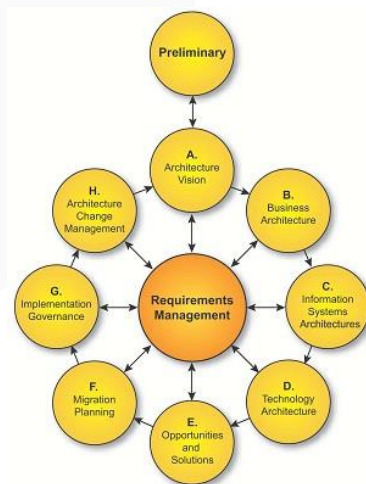 Preliminary
A.
Architecture
Vision
B.
Business
Architecture
C.
Information
Systems
Architectures
D.
Technology
Architecture
E.
Opportunities
and
Solutions
F.
Migration
Planning
G.
Implementation
Governance
H.
Architecture
Change
Management
Requirements
Management